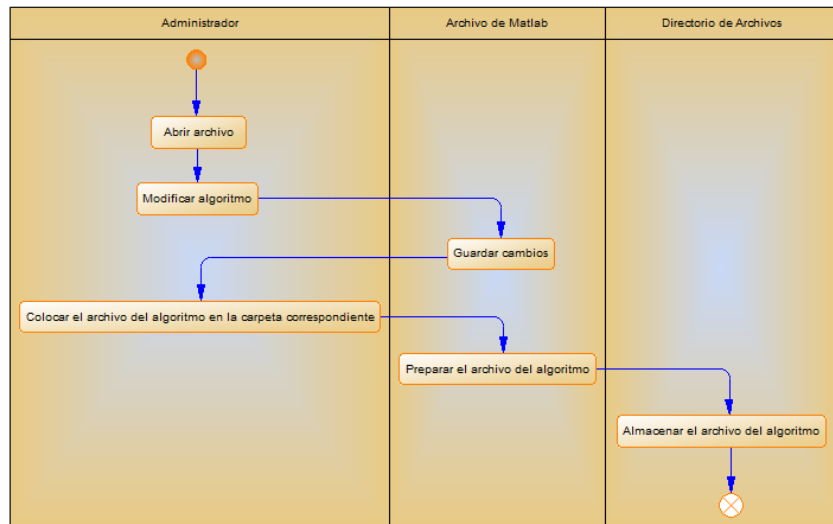 Administrador
Archivo de Matlab
Directorio de Archivos
Abrir archivo
Modificar algoritmo
Guardar cambios
Colocar el archivo del algoritmo en la carpeta correspondiente
Preparar el archivo del algoritmo
Almacenar el archivo del algoritmo